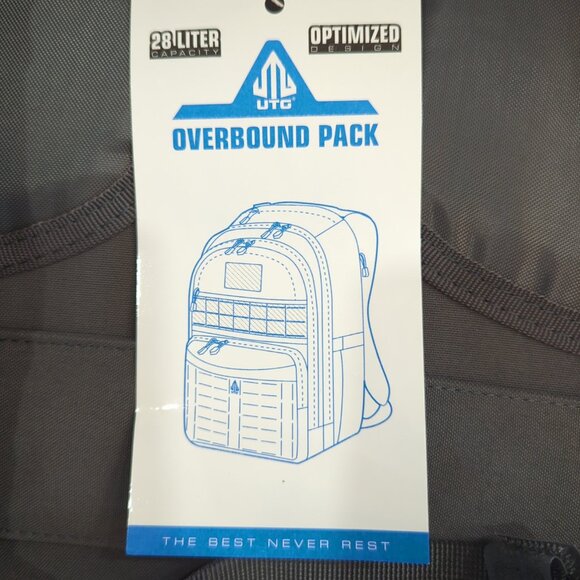 28 LITER
CAPACITY
OPTIMIZED
DESIGN
UTG®
OVERBOUND PACK
THE BEST NEVER REST